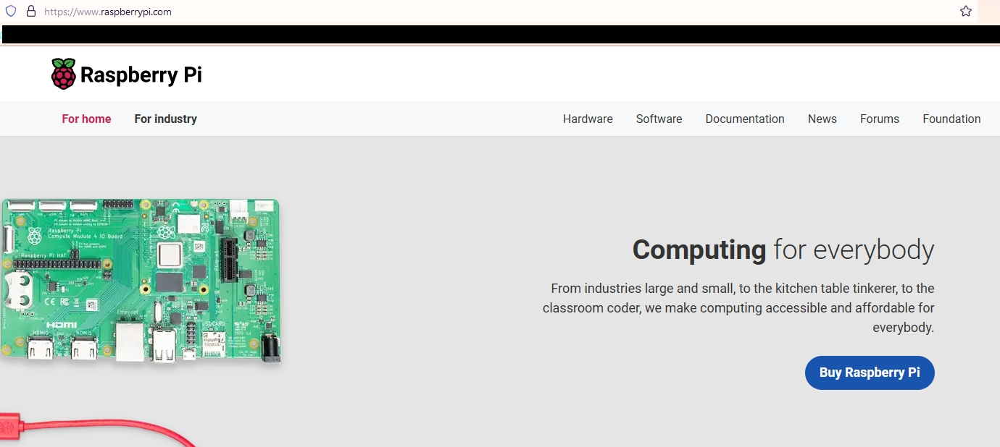 https://www.raspberrypi.com
Raspberry Pi
For home
For industry
Hardware
Software
Documentation
News
Forums
Foundation
Raspberry Pi
Compute Module 4 IO Board
Raspberry PI HAT
Ethernet
HDMI
HDMI0
HDMI1
Computing for everybody
From industries large and small, to the kitchen table tinkerer, to the
classroom coder, we make computing accessible and affordable for
everybody.
Buy Raspberry Pi